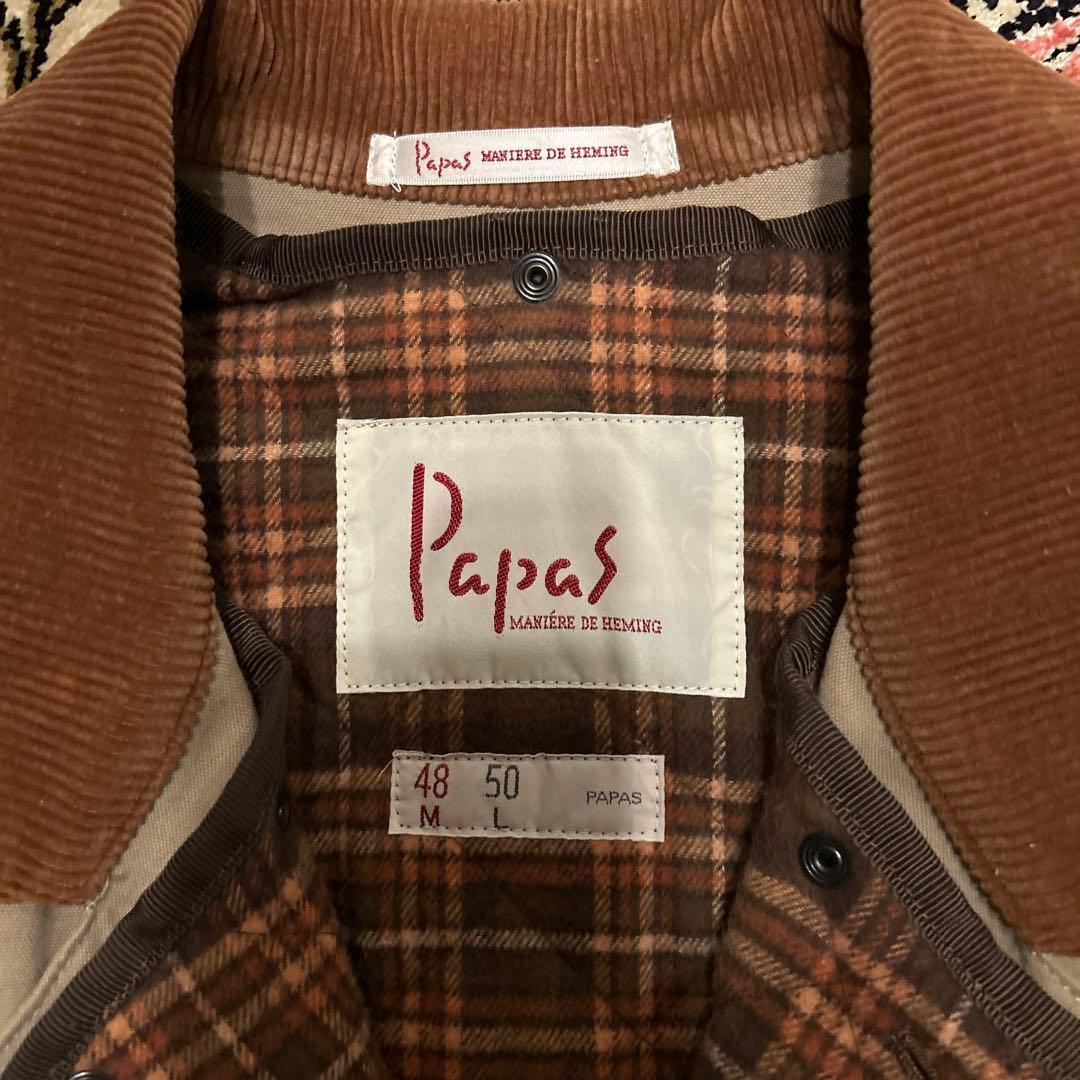 Papas MANIERE DE HEMING
Papas
MANIÉRE DE HEMING
48 50 PAPAS
M L